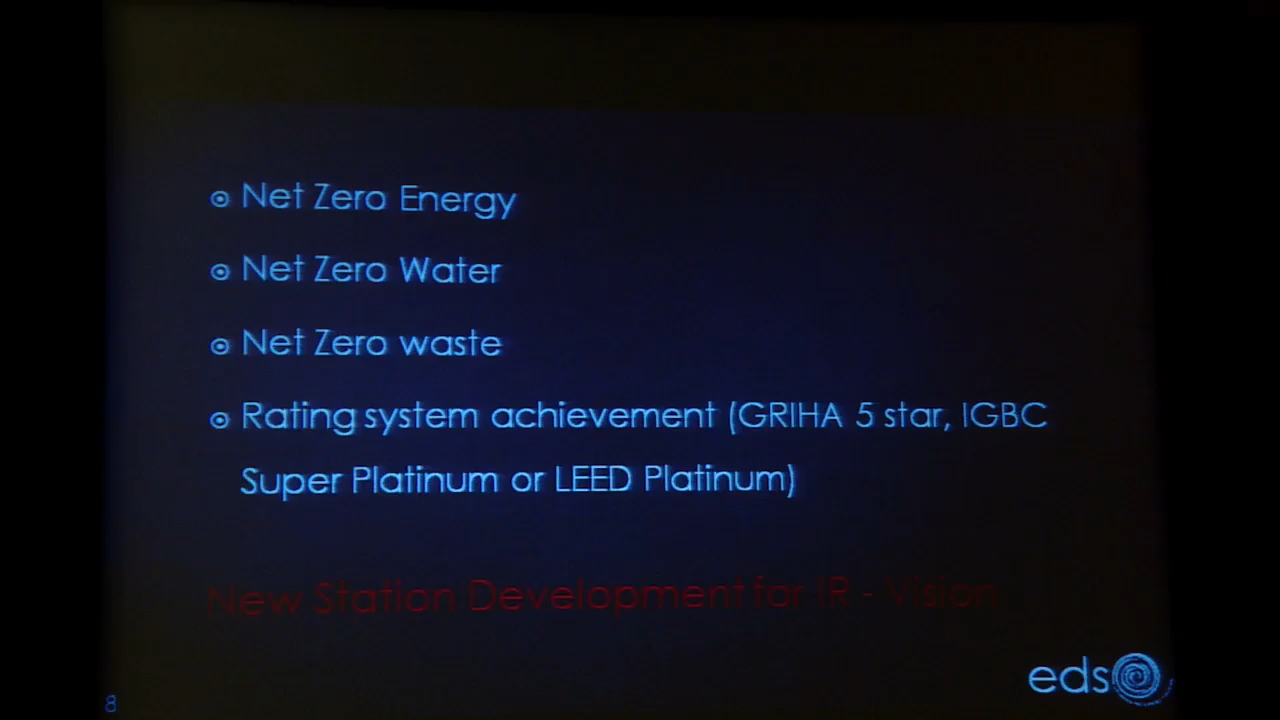 Net Zero Energy
Net Zero Water
Net Zero waste
Rating system achievement (GRIHA 5 star, IGBC
Super Platinum or LEED Platinum)
New Station Development for IR - Vision
eds
8